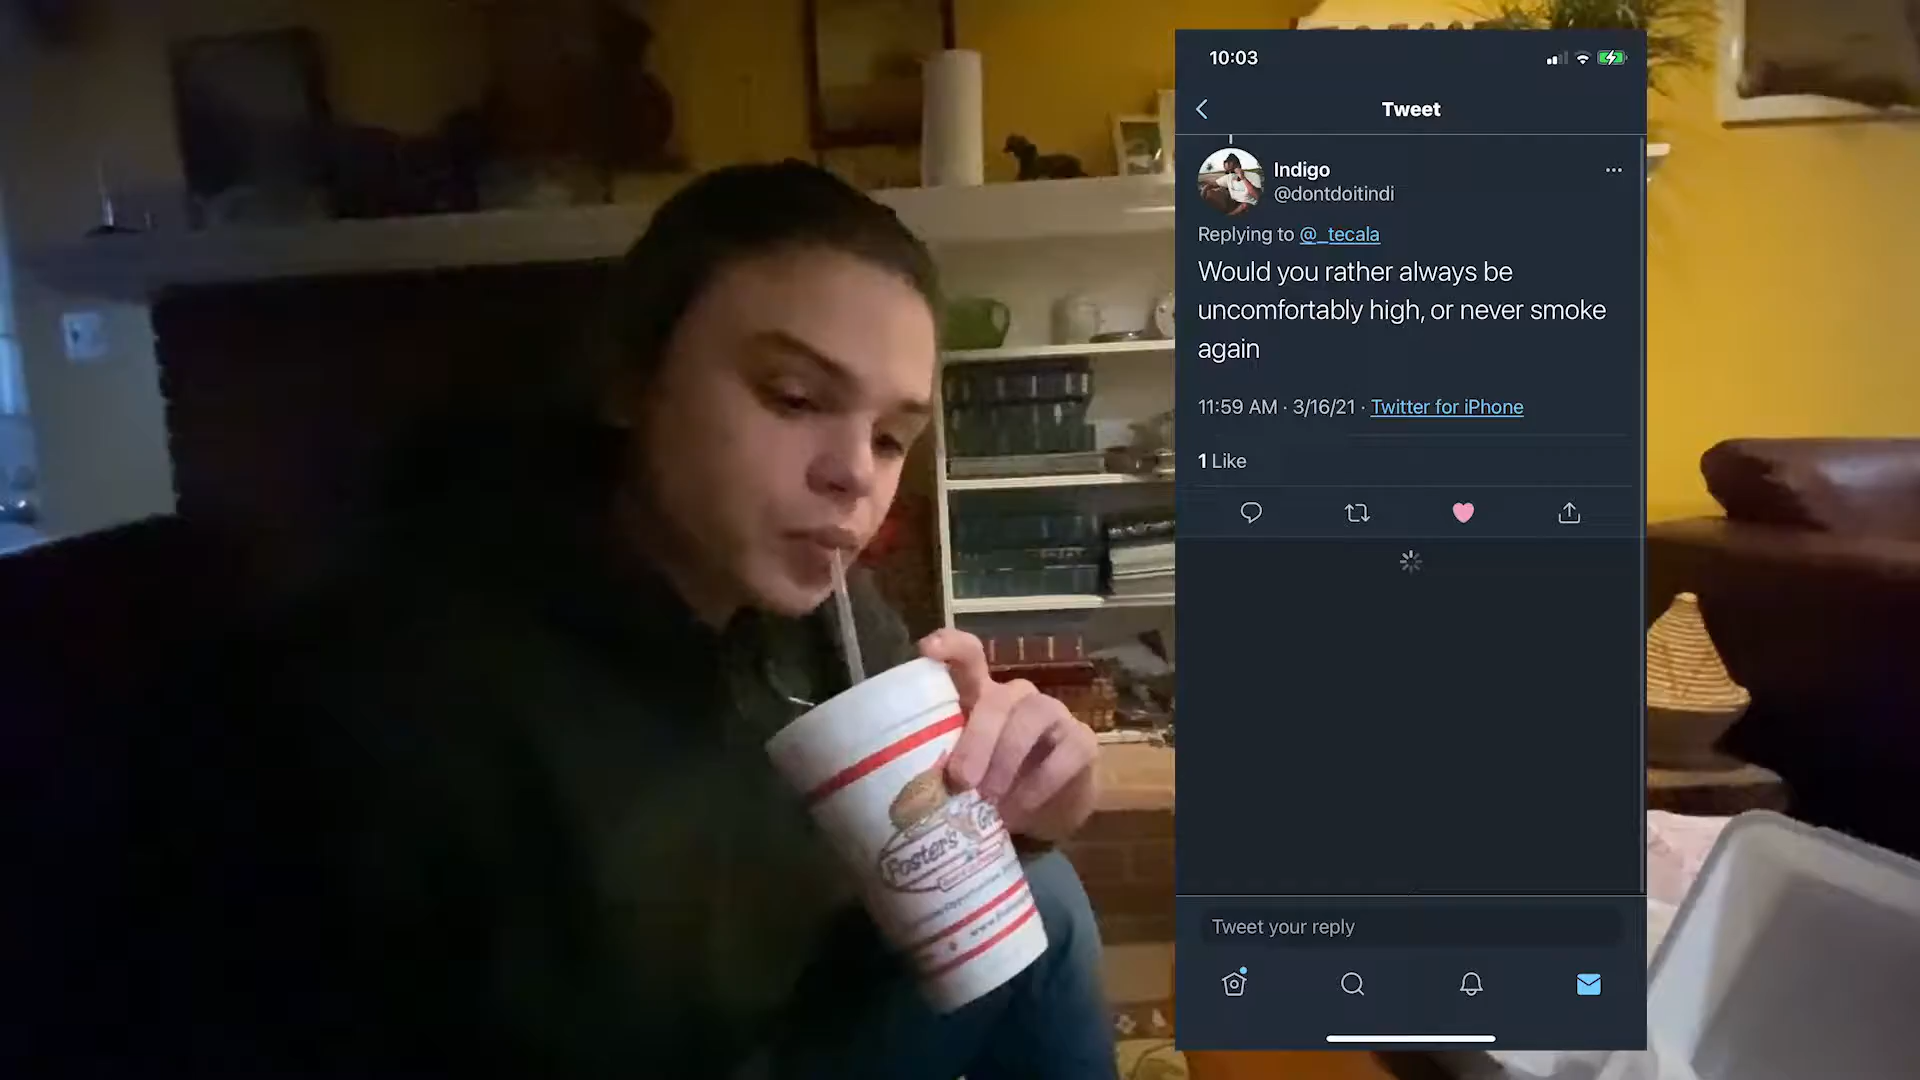 10:03
Tweet
Indigo
@dontdoitindi
Replying to @_tecala
Would you rather always be
uncomfortably high, or never smoke
again
11:59 AM · 3/16/21 · Twitter for iPhone
1 Like
Tweet your reply
Foster's